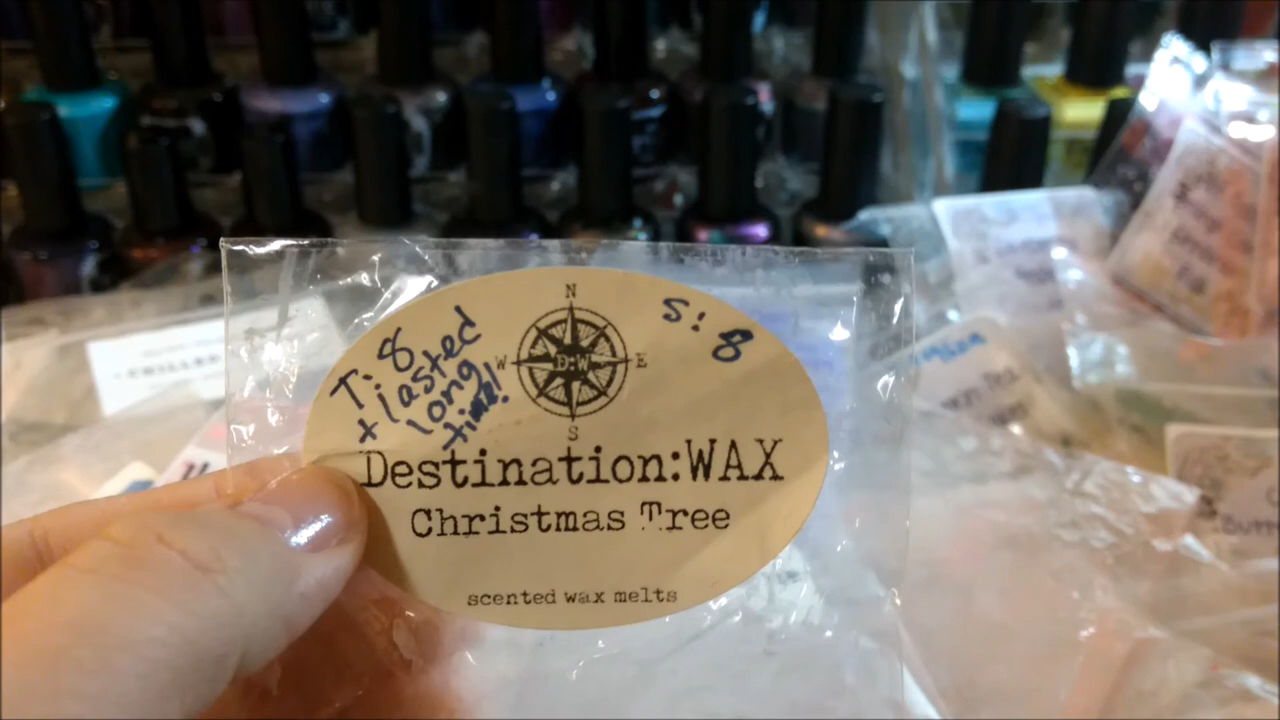 T: 8
+ lasted
long
time!
S: 8
N
W
D:W
E
S
Destination:WAX
Christmas Tree
scented wax melts